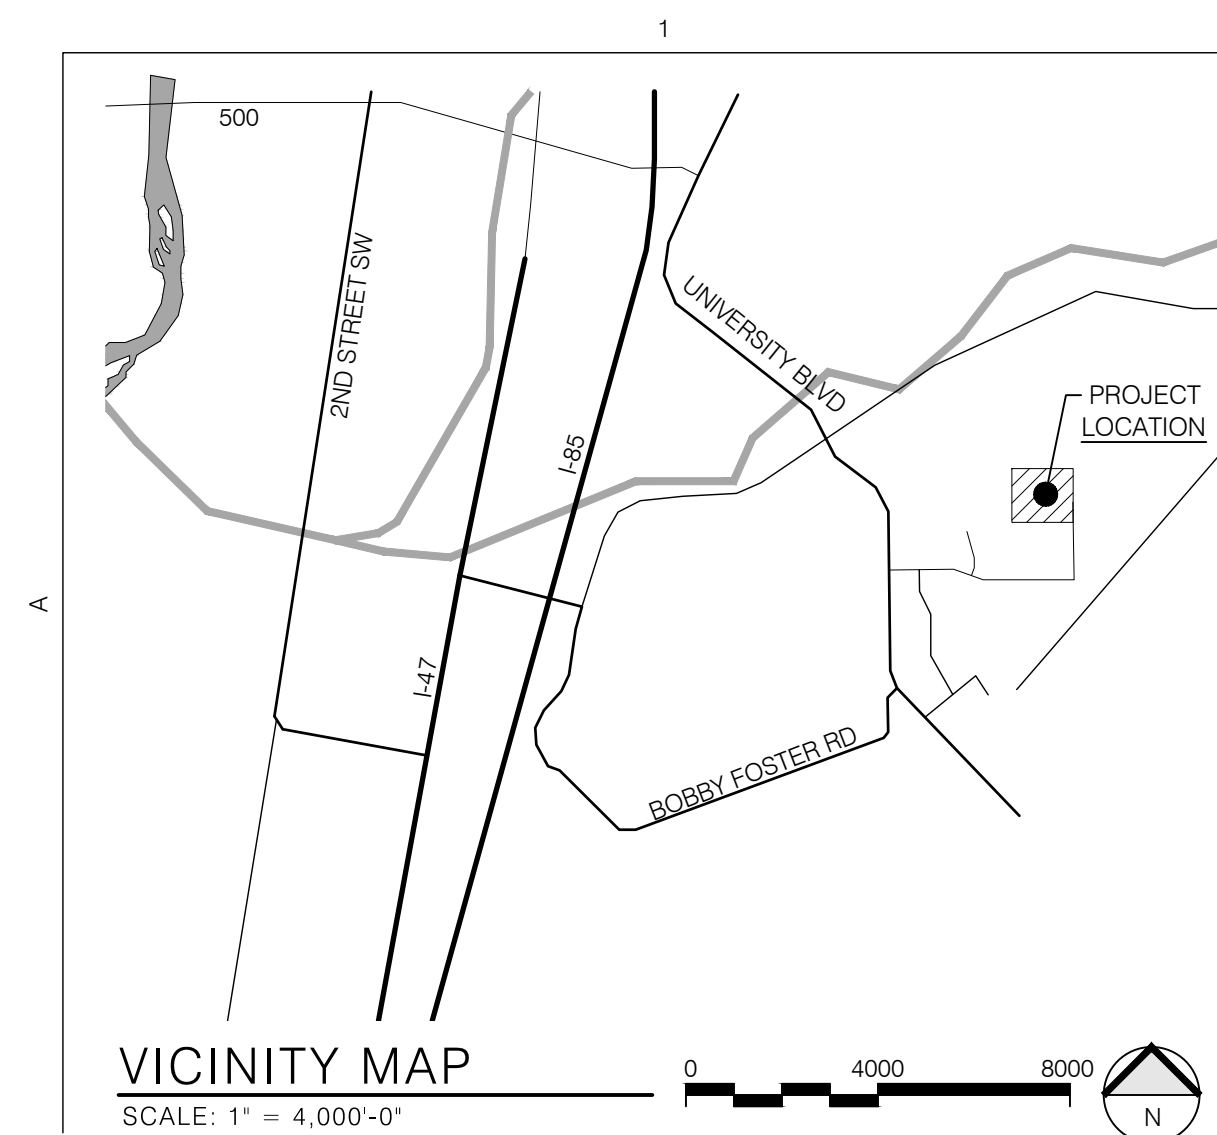 1
500
2ND STREET SW
UNIVERSITY BLVD
PROJECT
LOCATION
I-85
A
I-47
BOBBY FOSTER RD
VICINITY MAP
SCALE: 1" = 4,000'-0"
0 4000 8000
N